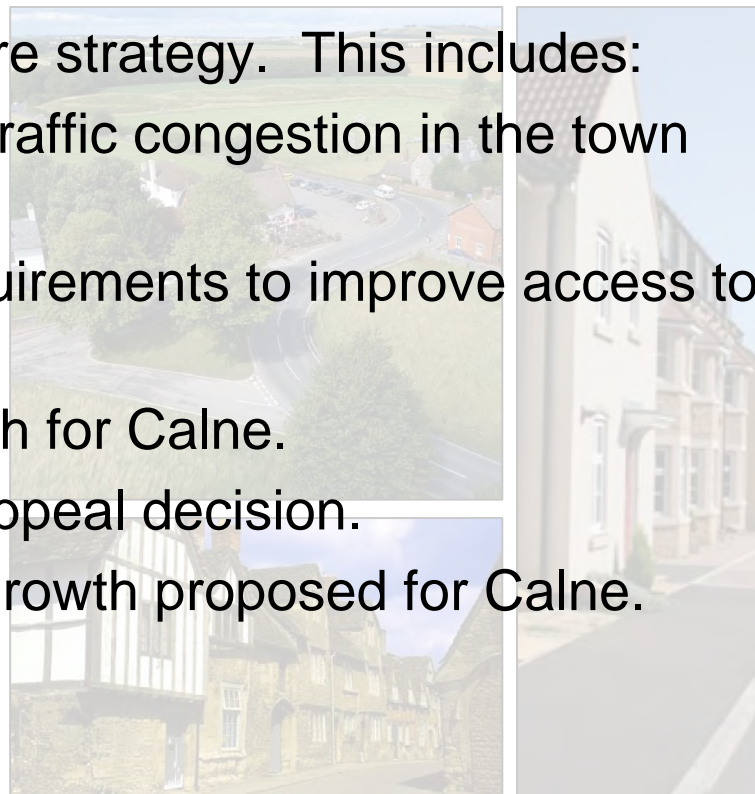 re strategy. This includes:
raffic congestion in the town
uirements to improve access to
h for Calne.
ppeal decision.
rowth proposed for Calne.